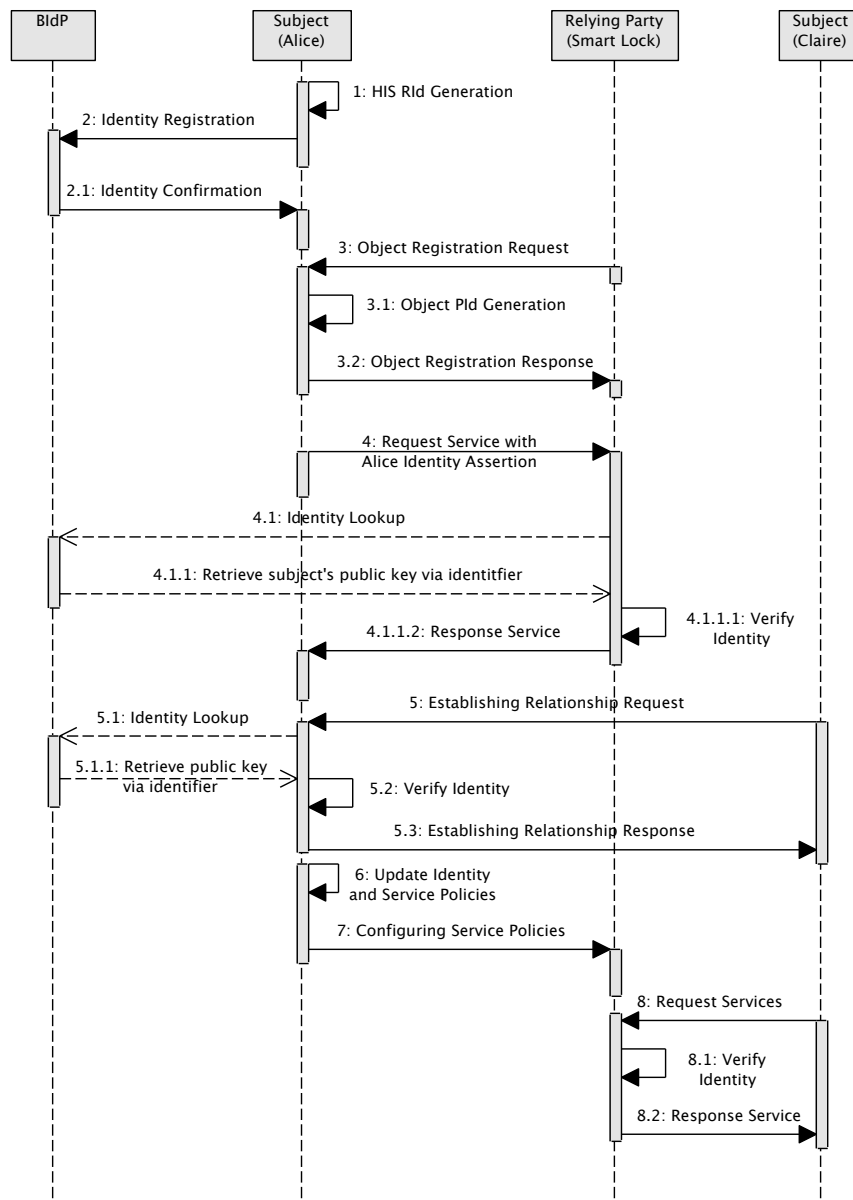 BIdP
Subject
(Alice)
Relying Party
(Smart Lock)
Subject
(Claire)
1: HIS RId Generation
2: Identity Registration
2.1: Identity Confirmation
3: Object Registration Request
3.1: Object PId Generation
3.2: Object Registration Response
4: Request Service with
Alice Identity Assertion
4.1: Identity Lookup
4.1.1: Retrieve subject's public key via identitfier
4.1.1.1: Verify
Identity
4.1.1.2: Response Service
5: Establishing Relationship Request
5.1: Identity Lookup
5.1.1: Retrieve public key
via identifier
5.2: Verify Identity
5.3: Establishing Relationship Response
6: Update Identity
and Service Policies
7: Configuring Service Policies
8: Request Services
8.1: Verify
Identity
8.2: Response Service